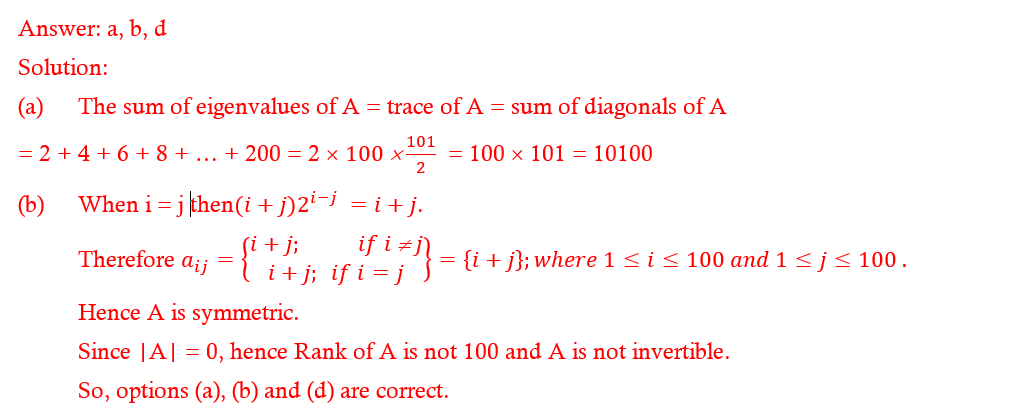 Answer: a, b, d
Solution:
(a) The sum of eigenvalues of A = trace of A = sum of diagonals of A
= 2 + 4 + 6 + 8 + … + 200 = 2 × 100 × 101/2 = 100 × 101 = 10100
(b) When i = j then (i + j)2^{i−j} = i + j.
Therefore a_{ij} = { i + j; if i ≠ j
i + j; if i = j } = {i + j}; where 1 ≤ i ≤ 100 and 1 ≤ j ≤ 100 .
Hence A is symmetric.
Since |A| = 0, hence Rank of A is not 100 and A is not invertible.
So, options (a), (b) and (d) are correct.